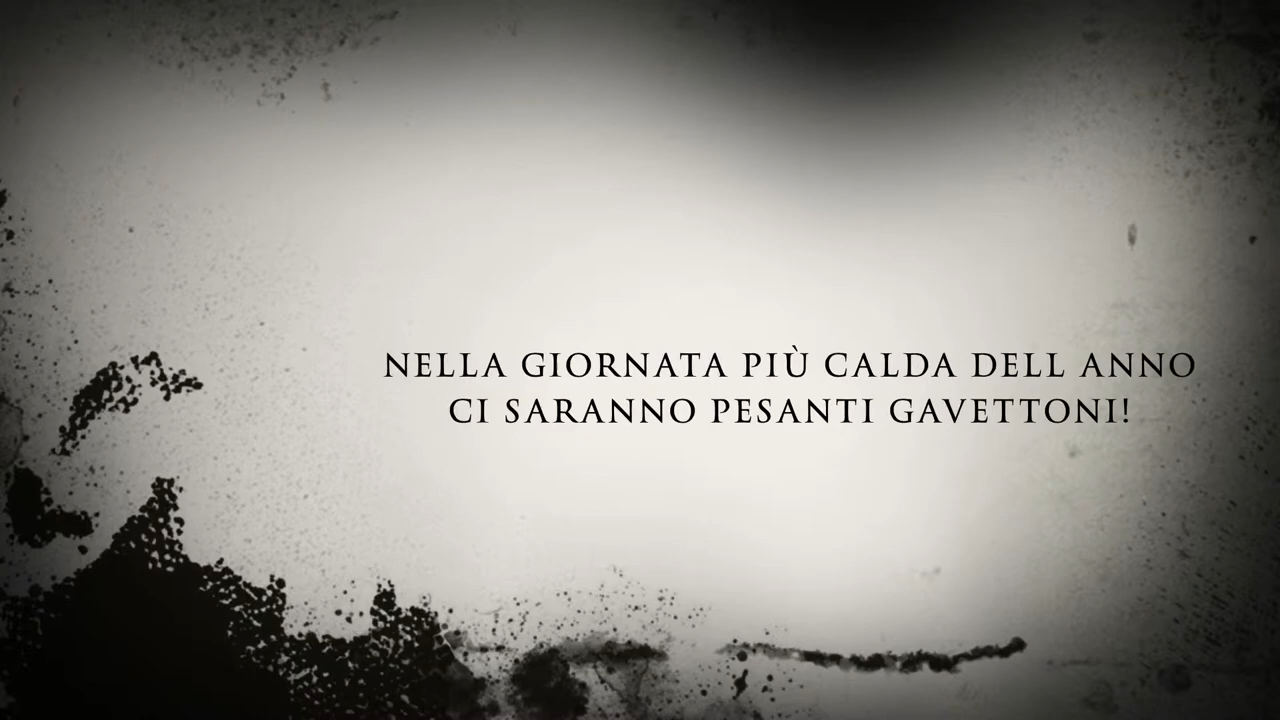 NELLA GIORNATA PIÙ CALDA DELL ANNO
CI SARANNO PESANTI GAVETTONI!